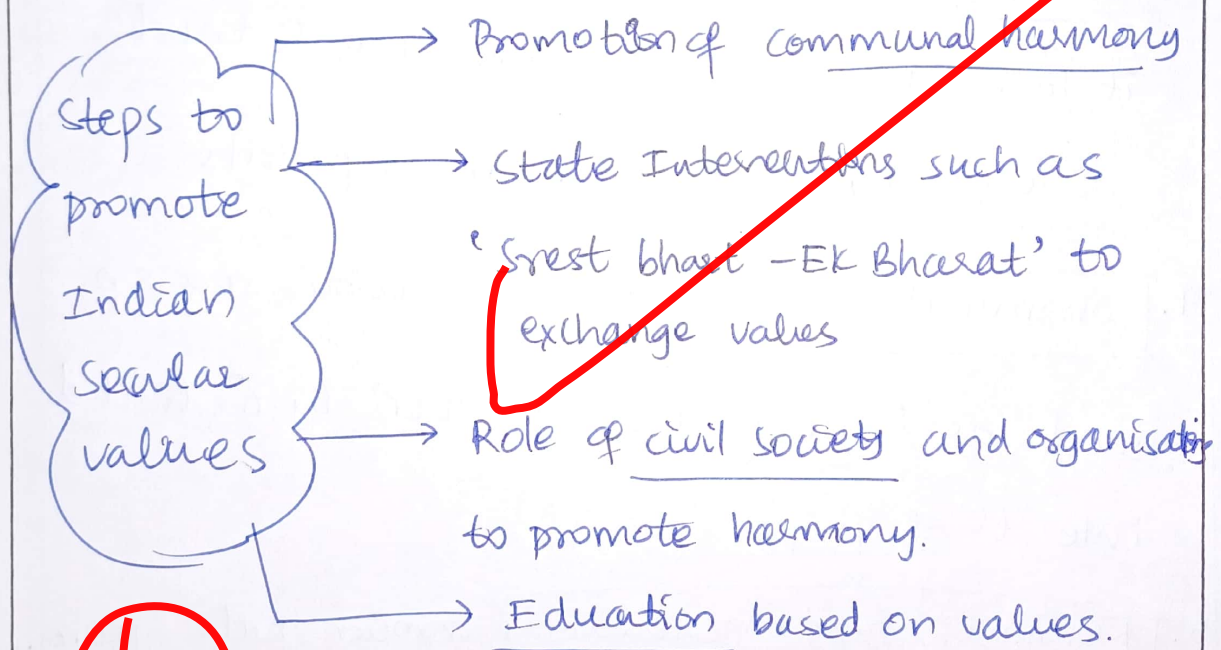 Steps to
promote
Indian
Secular
values
Promotion of communal harmony
State Interventions such as
'Srest bhart - Ek Bharat' to
exchange values
Role of civil society and organisations
to promote harmony.
Education based on values.